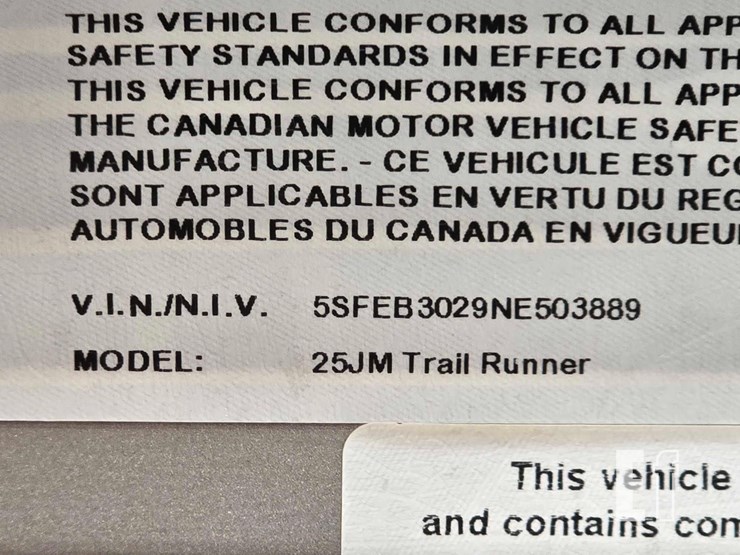 THIS VEHICLE CONFORMS TO ALL APP
SAFETY STANDARDS IN EFFECT ON TH
THIS VEHICLE CONFORMS TO ALL APP
THE CANADIAN MOTOR VEHICLE SAFE
MANUFACTURE. - CE VEHICULE EST CO
SONT APPLICABLES EN VERTU DU REG
AUTOMOBLES DU CANADA EN VIGUEU
V.I.N./N.I.V. 5SFEB3029NE503889
MODEL: 25JM Trail Runner
This vehicle
and contains com